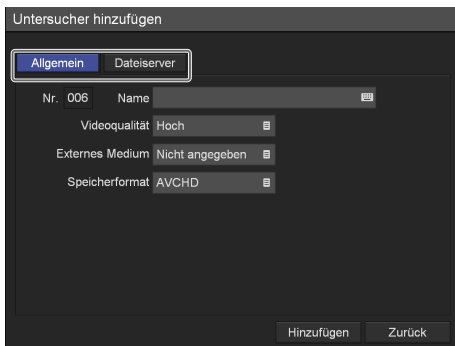 Untersucher hinzufügen
Allgemein Dateiserver
Nr. 006 Name
Videoqualität Hoch
Externes Medium Nicht angegeben
Speicherformat AVCHD
Hinzufügen Zurück